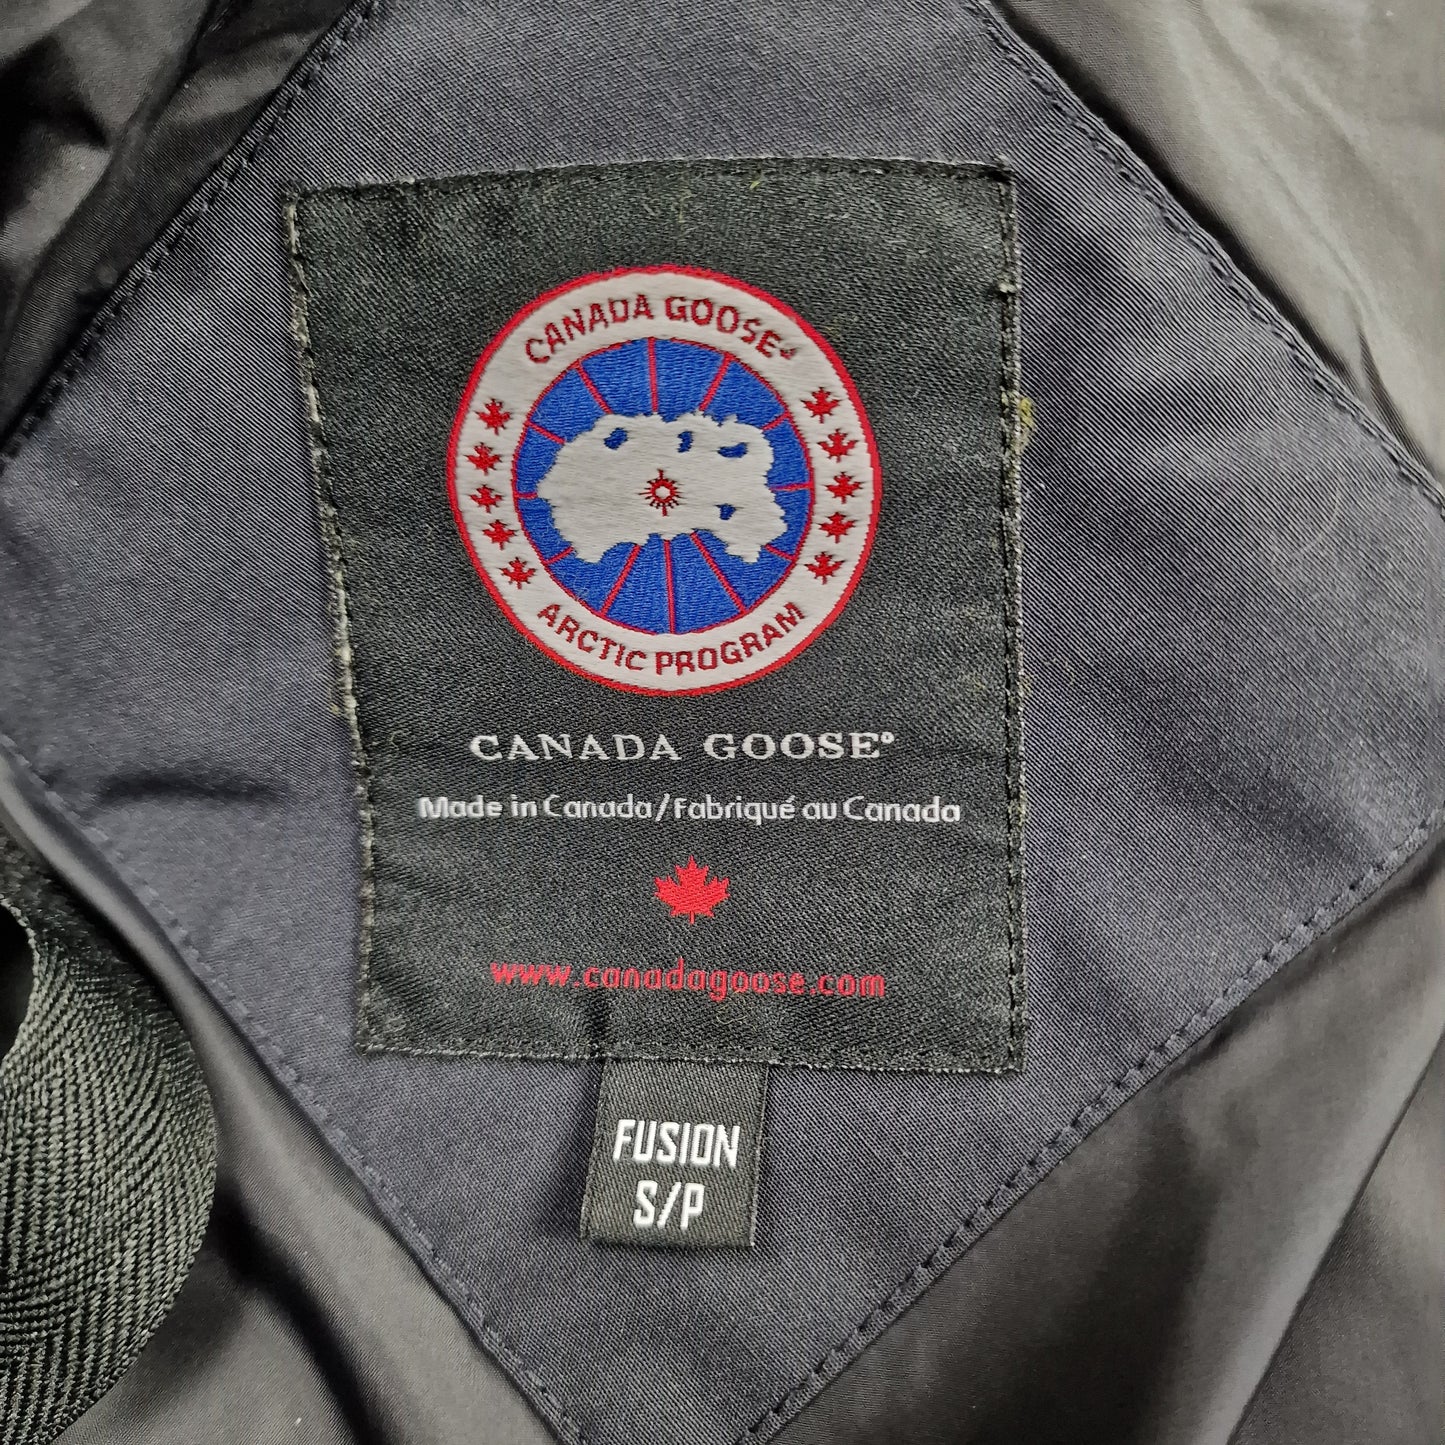 CANADA GOOSE®
ARCTIC PROGRAM
CANADA GOOSE®
Made in Canada/Fabriqué au Canada
www.canadagoose.com
FUSION
S/P